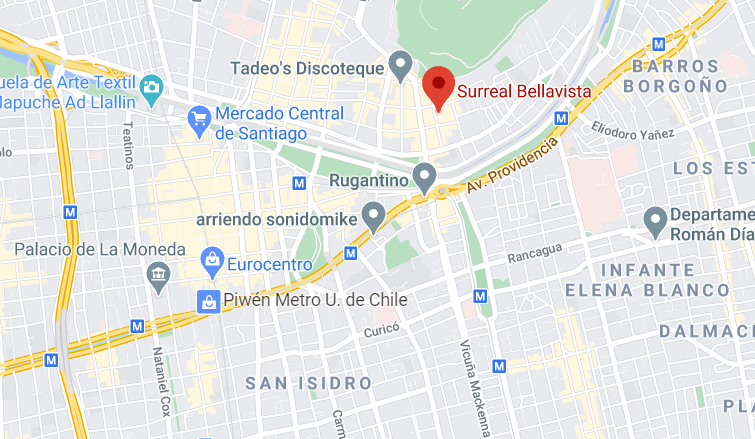 BARROS
BORGOÑO
Tadeo's Discoteque
Surreal Bellavista
uela de Arte Textil
Mapuche Ad Llallin
Mercado Central
de Santiago
Teatinos
Eliodoro Yañez
Av. Providencia
LOS EST
Rugantino
arriendo sonidomike
Departame
Román Día
Palacio de La Moneda
Rancagua
Eurocentro
INFANTE
ELENA BLANCO
Piwén Metro U. de Chile
Curicó
DALMAC
Nataniel Cox
Vicuña Mackenna
SAN ISIDRO
Carm
PLA